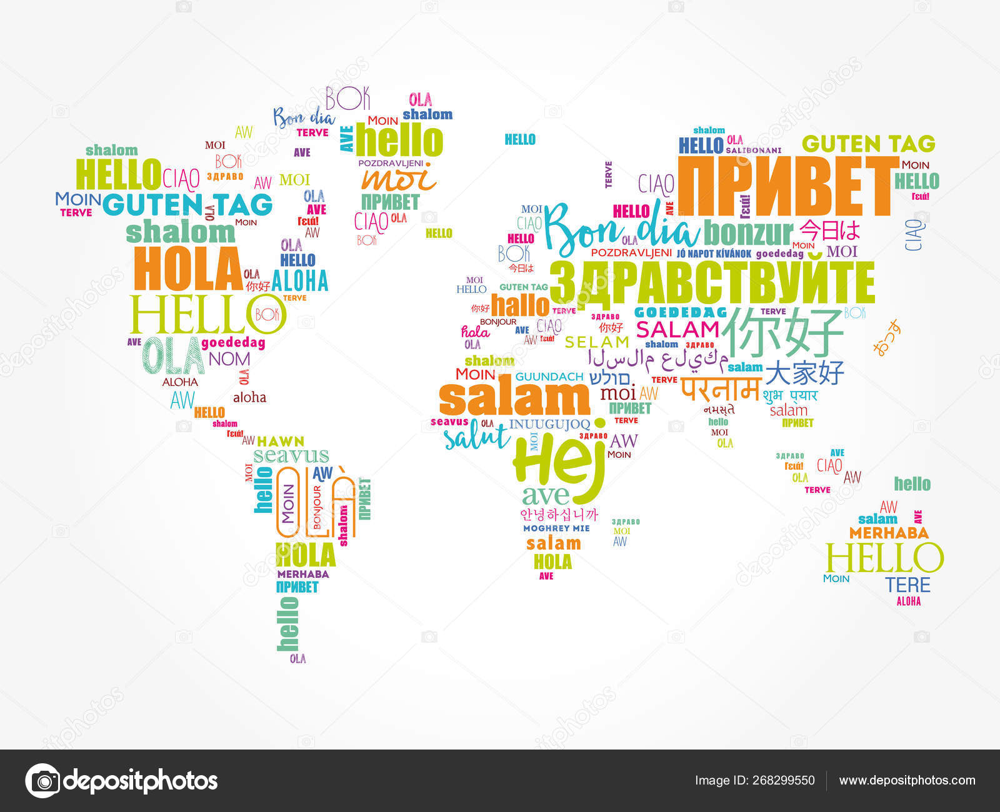 BOK
OLA
Bon dia
MOIN
shalom
TERVE
AVE
hello
AW
HELLO
shalom
HELLO
OLA
SALIBONANI
GUTEN TAG
shalom
MOI
AVE
BOK
POZDRAVLJENI
HELLO
CIAO
ЗДРАВО
AW
MOI
moi
TERVE
CIAO
ПРИВЕТ
MOIN
HELLO
Γειά!
MOIN
GUTEN TAG
TERVE
OLA
OLA
AVE
Γειά!
AW
MOIN
ПРИВЕТ
CIAO
OLA
BOK
HELLO
MOI
CIAO
HELLO
BOK
今日は
HELLO
AVE
Γειά!
Bon dia
OLA
bonzur
今日は
MOIN
CIAO
POZDRAVLJENI
JÓ NAPOT KÍVÁNOK
goededag
MOI
shalom
HOLA
OLA
HELLO
OLA
你好
ALOHA
TERVE
HELLO
BOK
MOI
HELLO
GUTEN TAG
ЗДРАВСТВУЙТЕ
你好
hallo
TERVE
GOEDEDAG
TERVE
BOK
BONJOUR
ЗДРАВО
你好
SALAM
你好
おっす
AVE
OLA
goededag
NOM
hola
OLA
AVE
CIAO
AW
Γειά!
SELAM
shalom
ЗДРАВО
ALOHA
OLA
shalom
السلام عليكم
salam
大家好
MOIN
GUUNDACH
שלום
TERVE
परनाम
शुभ प्यार
AW
aloha
salam
moi
AW
ПРИВЕТ
नमस्ते
salam
HELLO
shalom
Γειά!
AW
seavus
OLA
INUUGUJOQ
TERVE
hello
ПРИВЕТ
MOI
OLA
HAWN
seavus
salut
MOI
Hej
ЗДРАВО
AW
MOIN
MOI
hello
OLÀ
MOIN
AW
BONJOUR
shalom
ПРИВЕТ
ave
ЗДРАВО
AVE
Γειά!
CIAO
OLA
AW
TERVE
hello
안녕하십니까
MOGHREY MIE
ЗДРАВО
MOI
AW
AW
salam
AVE
MERHABA
HOLA
salam
HELLO
MERHABA
HOLA
AVE
MOIN
TERE
ALOHA
ПРИВЕТ
hello
OLA
depositphotos
Image ID: 268299550
www.depositphotos.com